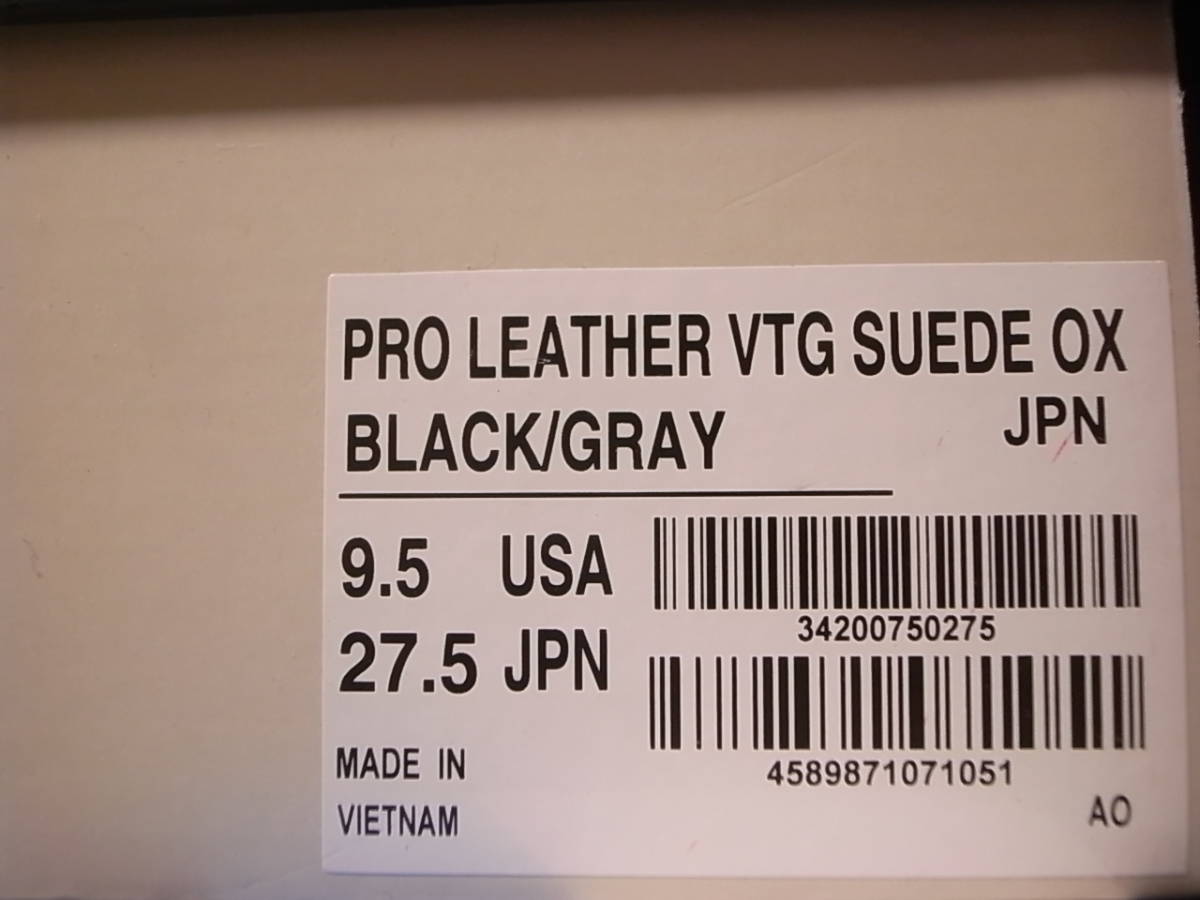 PRO LEATHER VTG SUEDE OX
BLACK/GRAY JPN
9.5 USA
34200750275
27.5 JPN
4589871071051
MADE IN
VIETNAM
AO